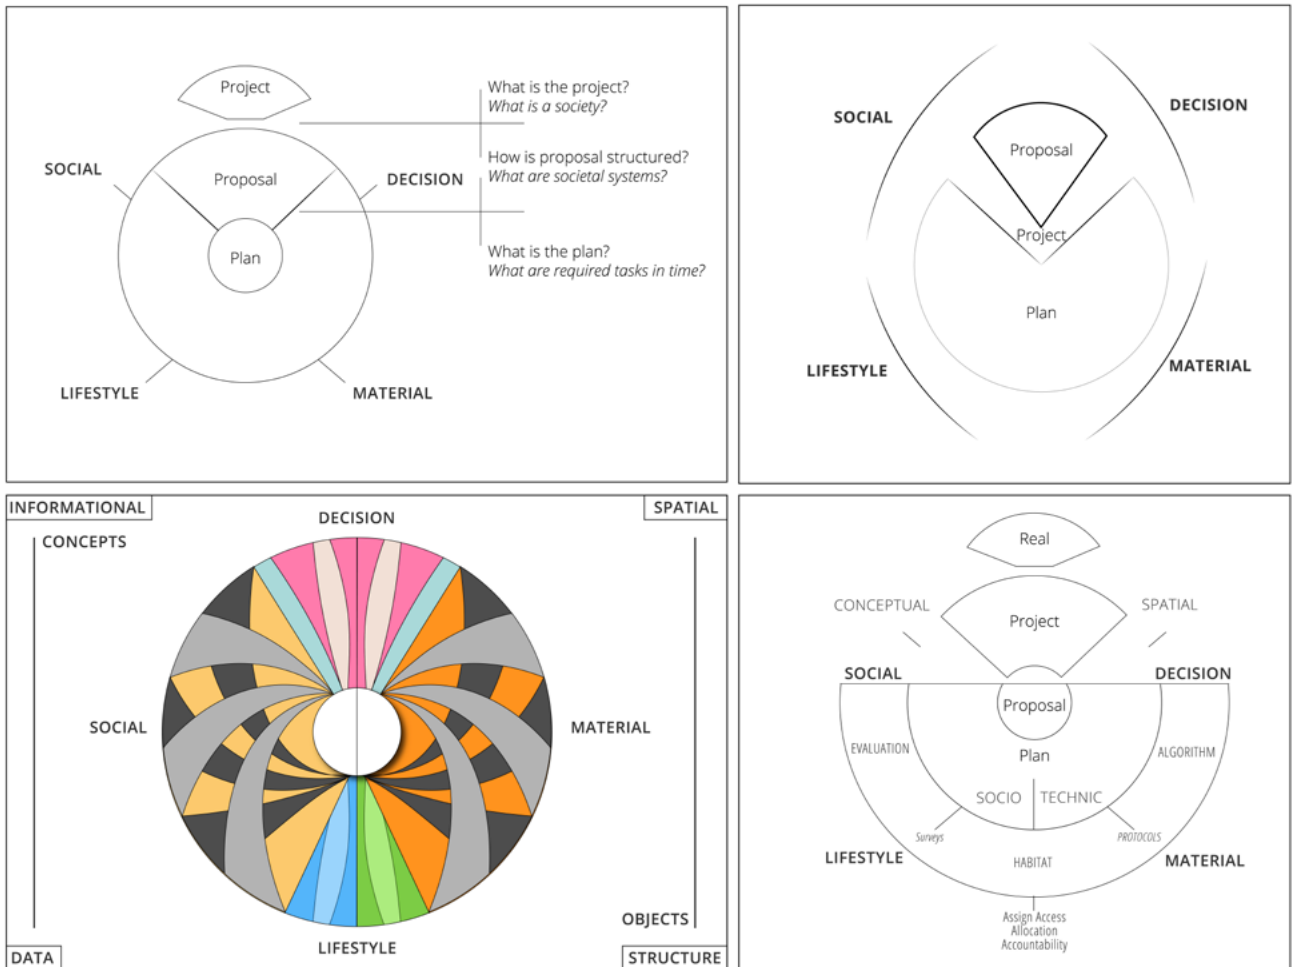 Project
What is the project?
What is a society?
How is proposal structured?
What are societal systems?
SOCIAL
Proposal
DECISION
Plan
What is the plan?
What are required tasks in time?
LIFESTYLE
MATERIAL
SOCIAL
DECISION
Proposal
Project
Plan
LIFESTYLE
MATERIAL
INFORMATIONAL
SPATIAL
DECISION
CONCEPTS
SOCIAL
MATERIAL
OBJECTS
LIFESTYLE
DATA
STRUCTURE
Real
CONCEPTUAL
SPATIAL
Project
SOCIAL
DECISION
Proposal
EVALUATION
ALGORITHM
Plan
SOCIO
TECHNIC
Surveys
PROTOCOLS
LIFESTYLE
HABITAT
MATERIAL
Assign Access
Allocation
Accountability